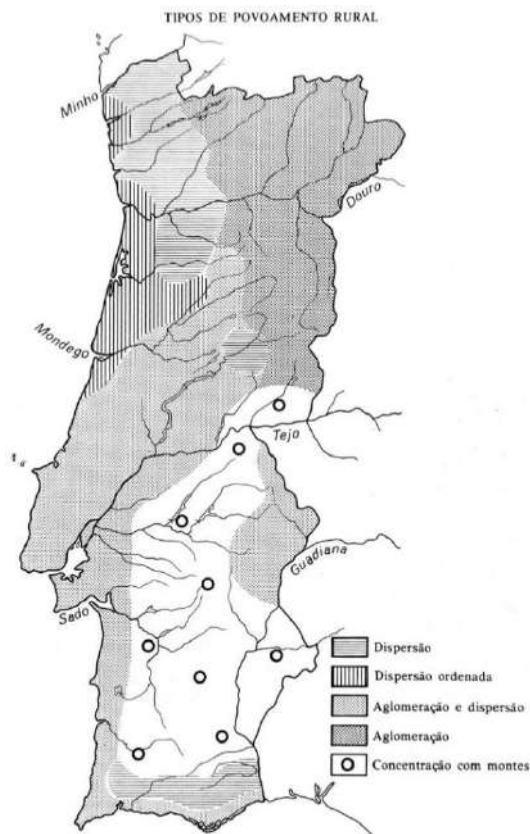 TIPOS DE POVOAMENTO RURAL
Minho
Douro
Mondego
Tejo
Guadiana
Sado
Dispersão
Dispersão ordenada
Aglomeração e dispersão
Aglomeração
Concentração com montes